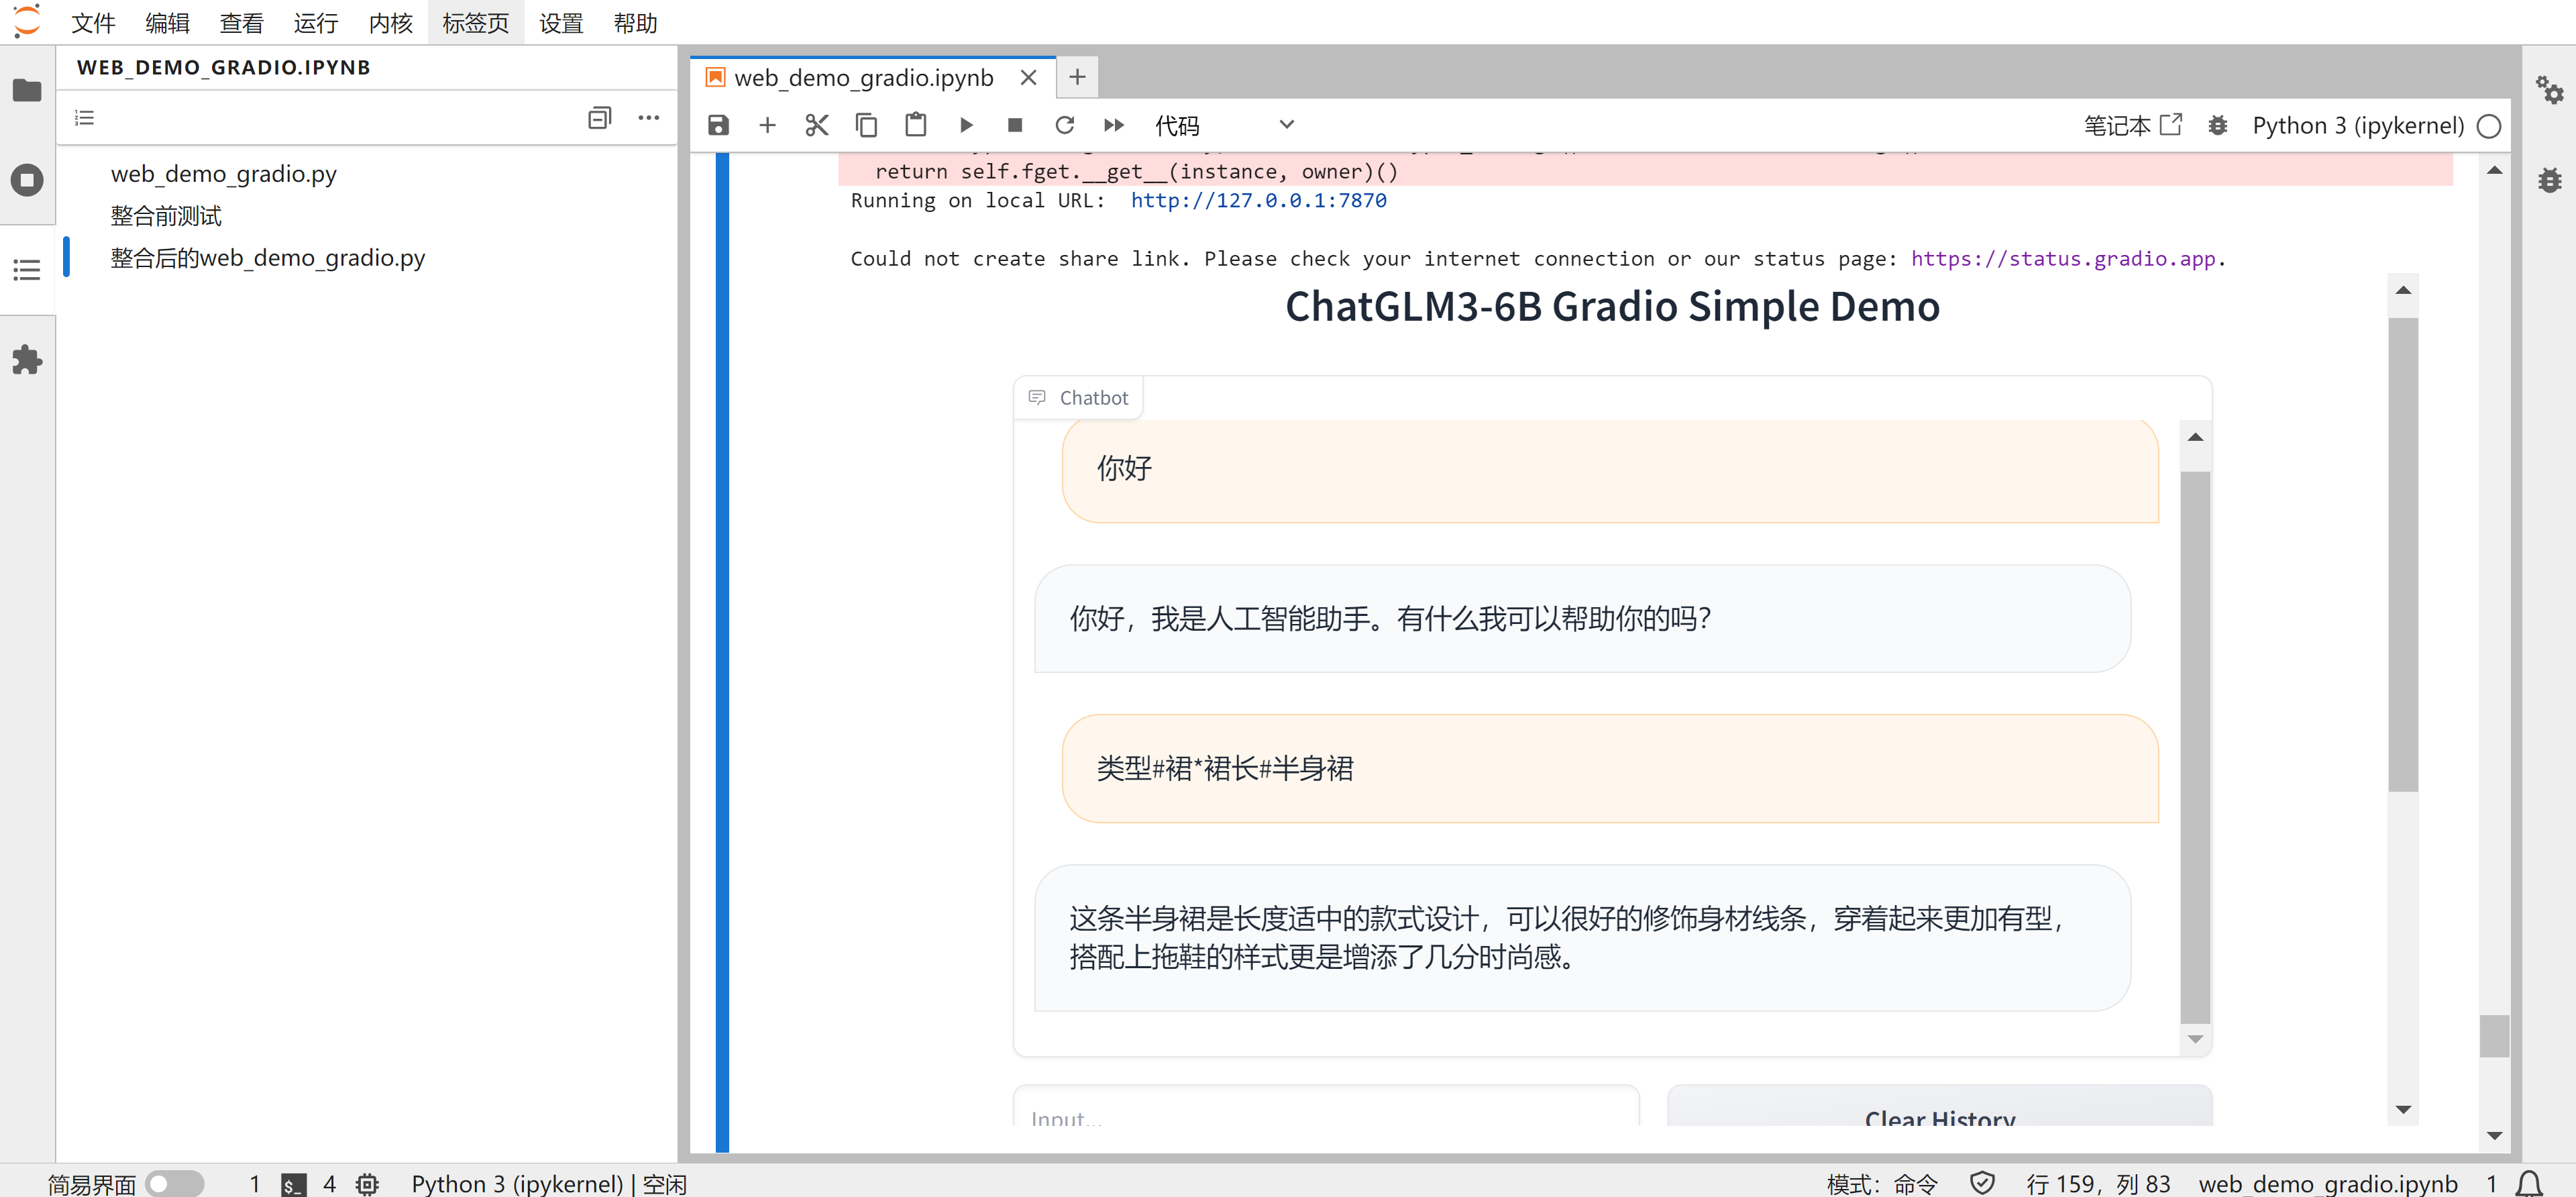 文件 编辑 查看 运行 内核 标签页 设置 帮助
WEB_DEMO_GRADIO.IPYNB
web_demo_gradio.py
整合前测试
整合后的web_demo_gradio.py
web_demo_gradio.ipynb
代码
笔记本
Python 3 (ipykernel)
return self.fget.__get__(instance, owner)()
Running on local URL: http://127.0.0.1:7870
Could not create share link. Please check your internet connection or our status page: https://status.gradio.app.
ChatGLM3-6B Gradio Simple Demo
Chatbot
你好
你好，我是人工智能助手。有什么我可以帮助你的吗?
类型#裙*裙长#半身裙
这条半身裙是长度适中的款式设计，可以很好的修饰身材线条，穿着起来更加有型，
搭配上拖鞋的样式更是增添了几分时尚感。
Input...
Clear History
简易界面 1 $_ 4 Python 3 (ipykernel) | 空闲
模式：命令 行 159，列 83 web_demo_gradio.ipynb 1